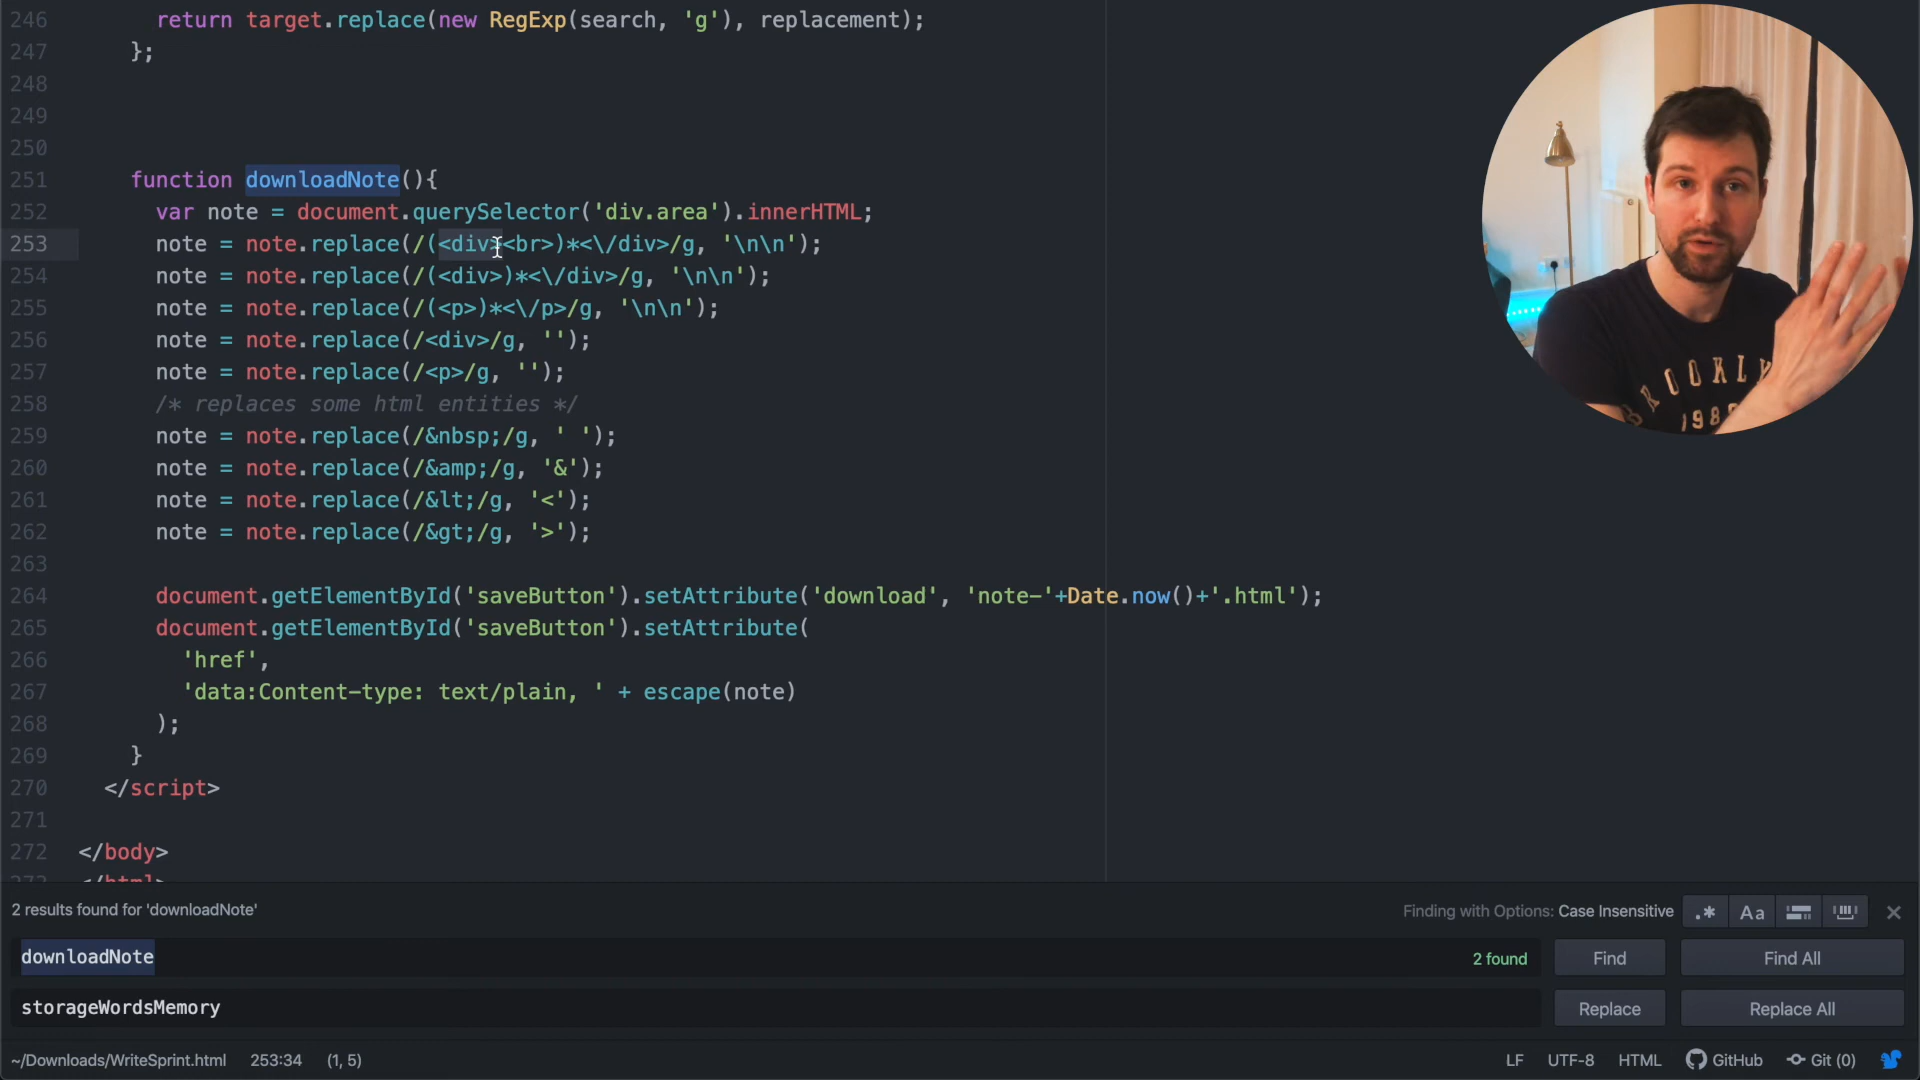 246 return target.replace(new RegExp(search, 'g'), replacement);
247 };
248
249
250
251 function downloadNote(){
252 var note = document.querySelector('div.area').innerHTML;
253 note = note.replace(/(<div><br>)*<\/div>/g, '\n\n');
254 note = note.replace(/(<div>)*<\/div>/g, '\n\n');
255 note = note.replace(/(<p>)*<\/p>/g, '\n\n');
256 note = note.replace(/<div>/g, '');
257 note = note.replace(/<p>/g, '');
258 /* replaces some html entities */
259 note = note.replace(/&nbsp;/g, ' ');
260 note = note.replace(/&amp;/g, '&');
261 note = note.replace(/&lt;/g, '<');
262 note = note.replace(/&gt;/g, '>');
263
264 document.getElementById('saveButton').setAttribute('download', 'note-'+Date.now()+'.html');
265 document.getElementById('saveButton').setAttribute(
266 'href',
267 'data:Content-type: text/plain, ' + escape(note)
268 );
269 }
270 </script>
271
272 </body>
273 </html>
BROOKLY
198
2 results found for 'downloadNote'
Finding with Options: Case Insensitive
.* Aa
downloadNote
2 found
Find
Find All
storageWordsMemory
Replace
Replace All
~/Downloads/WriteSprint.html 253:34 (1, 5)
LF UTF-8 HTML GitHub Git (0)